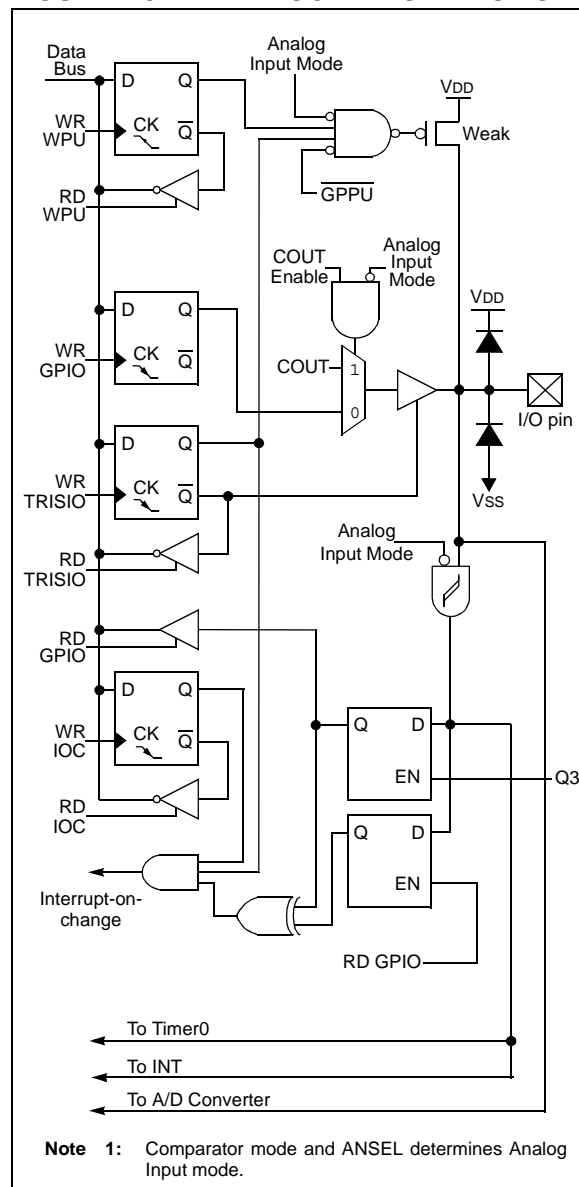 Data
Bus
D Q
WR
WPU
CK Q
RD
WPU
Analog
Input Mode
GPPU
VDD
Weak
COUT
Enable
Analog
Input
Mode
D Q
WR
GPIO
CK Q
COUT
1
0
VDD
I/O pin
VSS
D Q
WR
TRISIO
CK Q
RD
TRISIO
Analog
Input Mode
RD
GPIO
D Q
WR
IOC
CK Q
RD
IOC
Q D
EN
Q3
Q D
EN
Interrupt-on-
change
RD GPIO
To Timer0
To INT
To A/D Converter
Note 1: Comparator mode and ANSEL determines Analog
Input mode.